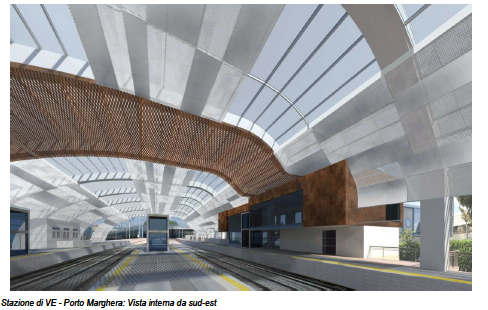 Stazione di VE - Porto Marghera: Vista interna da sud-est